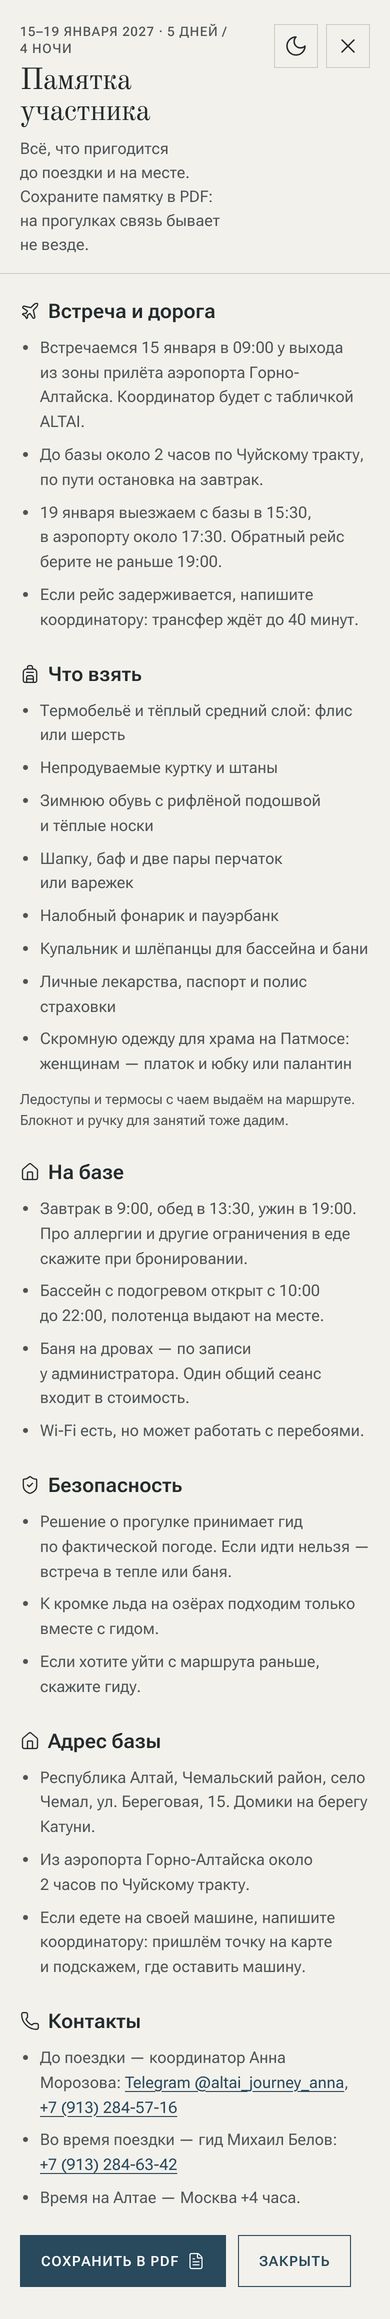 15–19 ЯНВАРЯ 2027 · 5 ДНЕЙ /
4 НОЧИ
Памятка
участника
Всё, что пригодится
до поездки и на месте.
Сохраните памятку в PDF:
на прогулках связь бывает
не везде.
Встреча и дорога
• Встречаемся 15 января в 09:00 у выхода
из зоны прилёта аэропорта Горно-
Алтайска. Координатор будет с табличкой
ALTAI.
• До базы около 2 часов по Чуйскому тракту,
по пути остановка на завтрак.
• 19 января выезжаем с базы в 15:30,
в аэропорту около 17:30. Обратный рейс
берите не раньше 19:00.
• Если рейс задерживается, напишите
координатору: трансфер ждёт до 40 минут.
Что взять
• Термобельё и тёплый средний слой: флис
или шерсть
• Непродуваемые куртку и штаны
• Зимнюю обувь с рифлёной подошвой
и тёплые носки
• Шапку, баф и две пары перчаток
или варежек
• Налобный фонарик и пауэрбанк
• Купальник и шлёпанцы для бассейна и бани
• Личные лекарства, паспорт и полис
страховки
• Скромную одежду для храма на Патмосе:
женщинам — платок и юбку или палантин
Ледоступы и термосы с чаем выдаём на маршруте.
Блокнот и ручку для занятий тоже дадим.
На базе
• Завтрак в 9:00, обед в 13:30, ужин в 19:00.
Про аллергии и другие ограничения в еде
скажите при бронировании.
• Бассейн с подогревом открыт с 10:00
до 22:00, полотенца выдают на месте.
• Баня на дровах — по записи
у администратора. Один общий сеанс
входит в стоимость.
• Wi-Fi есть, но может работать с перебоями.
Безопасность
• Решение о прогулке принимает гид
по фактической погоде. Если идти нельзя —
встреча в тепле или баня.
• К кромке льда на озёрах подходим только
вместе с гидом.
• Если хотите уйти с маршрута раньше,
скажите гиду.
Адрес базы
• Республика Алтай, Чемальский район, село
Чемал, ул. Береговая, 15. Домики на берегу
Катуни.
• Из аэропорта Горно-Алтайска около
2 часов по Чуйскому тракту.
• Если едете на своей машине, напишите
координатору: пришлём точку на карте
и подскажем, где оставить машину.
Контакты
• До поездки — координатор Анна
Морозова: Telegram @altai_journey_anna,
+7 (913) 284-57-16
• Во время поездки — гид Михаил Белов:
+7 (913) 284-63-42
• Время на Алтае — Москва +4 часа.
СОХРАНИТЬ В PDF
ЗАКРЫТЬ